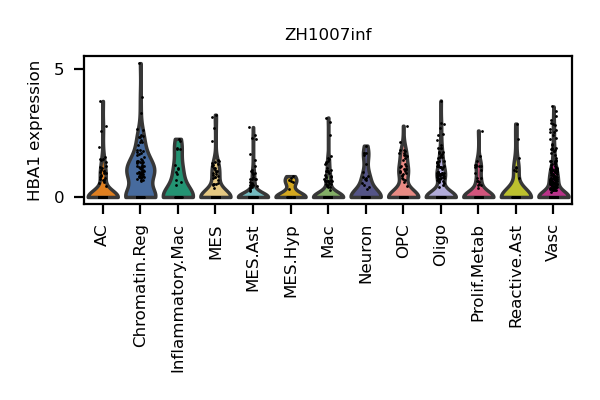 ZH1007inf
HBA1 expression
5
0
AC
Chromatin.Reg
Inflammatory.Mac
MES
MES.Ast
MES.Hyp
Mac
Neuron
OPC
Oligo
Prolif.Metab
Reactive.Ast
Vasc